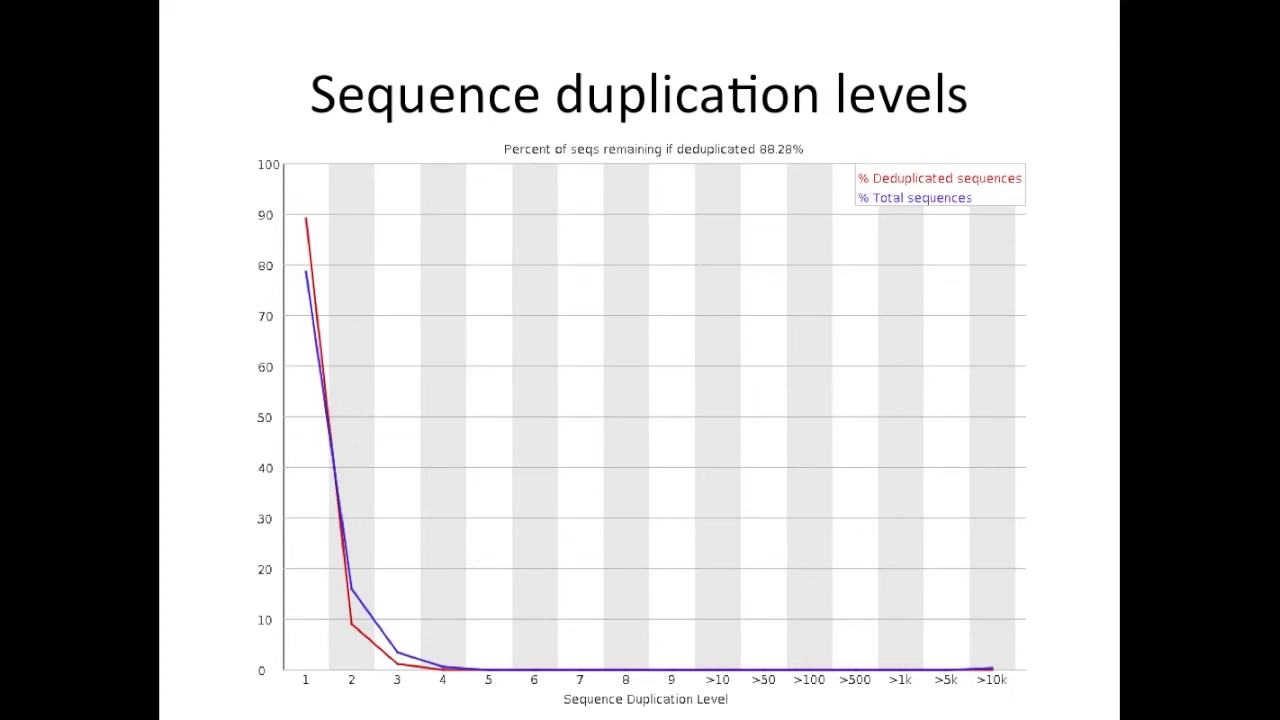 Sequence duplication levels
Percent of seqs remaining if deduplicated 88.28%
% Deduplicated sequences
% Total sequences
100
90
80
70
60
50
40
30
20
10
0
1 2 3 4 5 6 7 8 9 >10 >50 >100 >500 >1k >5k >10k
Sequence Duplication Level